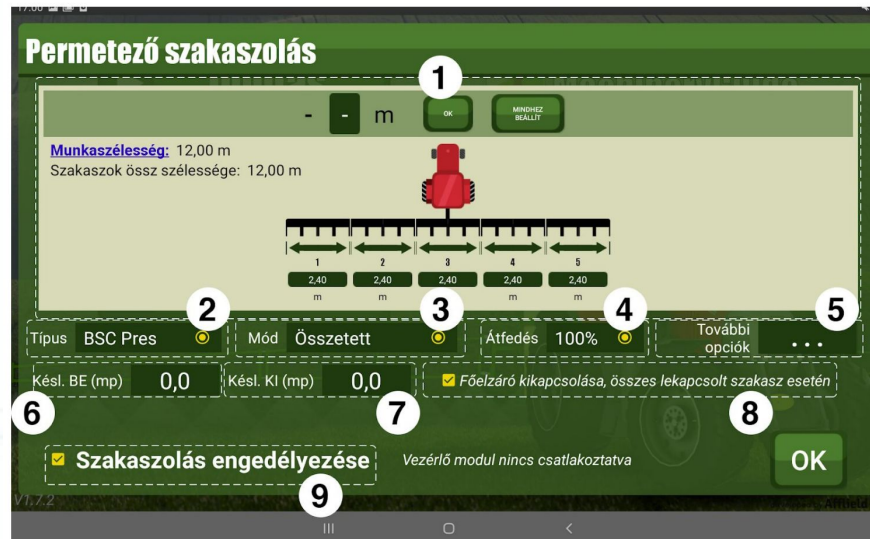 17:00
Permetező szakaszolás
1
- - m OK MINDHEZ BEÁLLÍT
Munkaszélesség: 12,00 m
Szakaszok össz szélessége: 12,00 m
1 2 3 4 5
2,40 2,40 2,40 2,40 2,40
m m m m
2 3 4 5
Típus BSC Pres Mód Összetett Átfedés 100% További opciók ...
Késl. BE (mp) 0,0 Késl. KI (mp) 0,0 Főelzáró kikapcsolása, összes lekapcsolt szakasz esetén
6 7 8
Szakaszolás engedélyezése Vezérlő modul nincs csatlakoztatva OK
9
V1.7.2